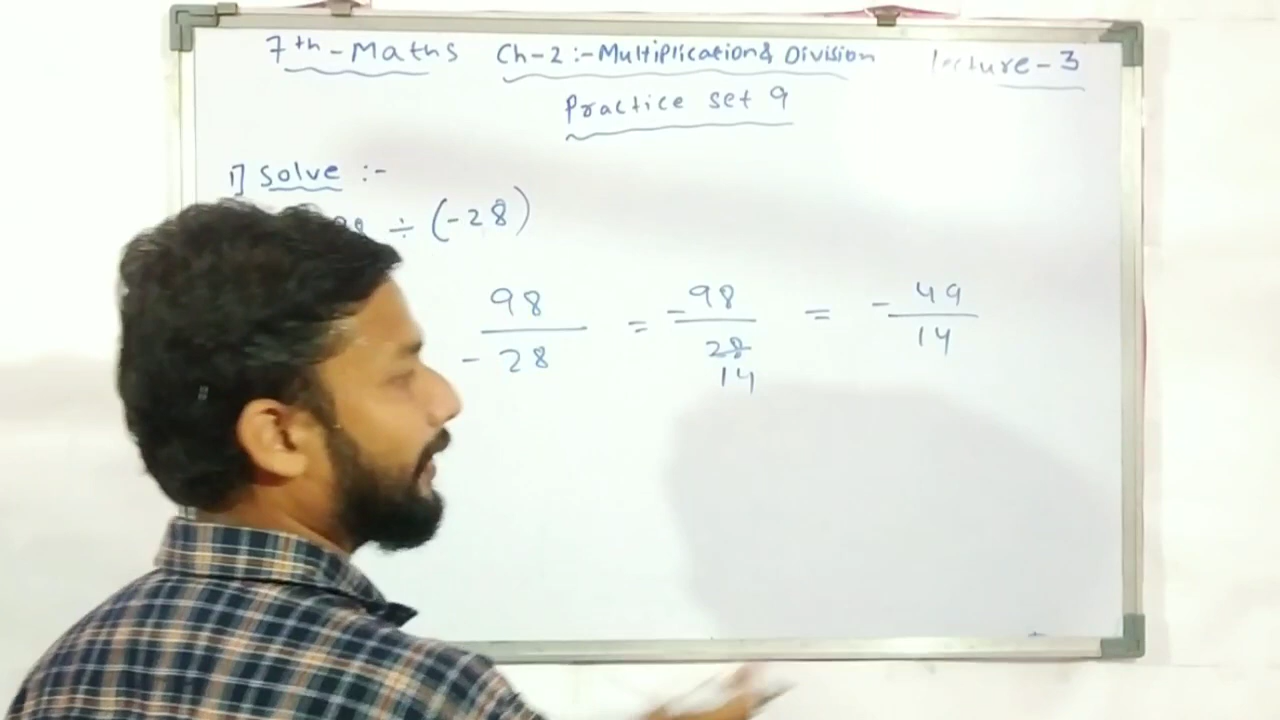 7th - Maths Ch-2 :- Multiplication & Division lecture - 3
Practice set 9
1] Solve :-
98 ÷ (-28)
98 / - 28 = - 98 / 28 14 = - 49 / 14